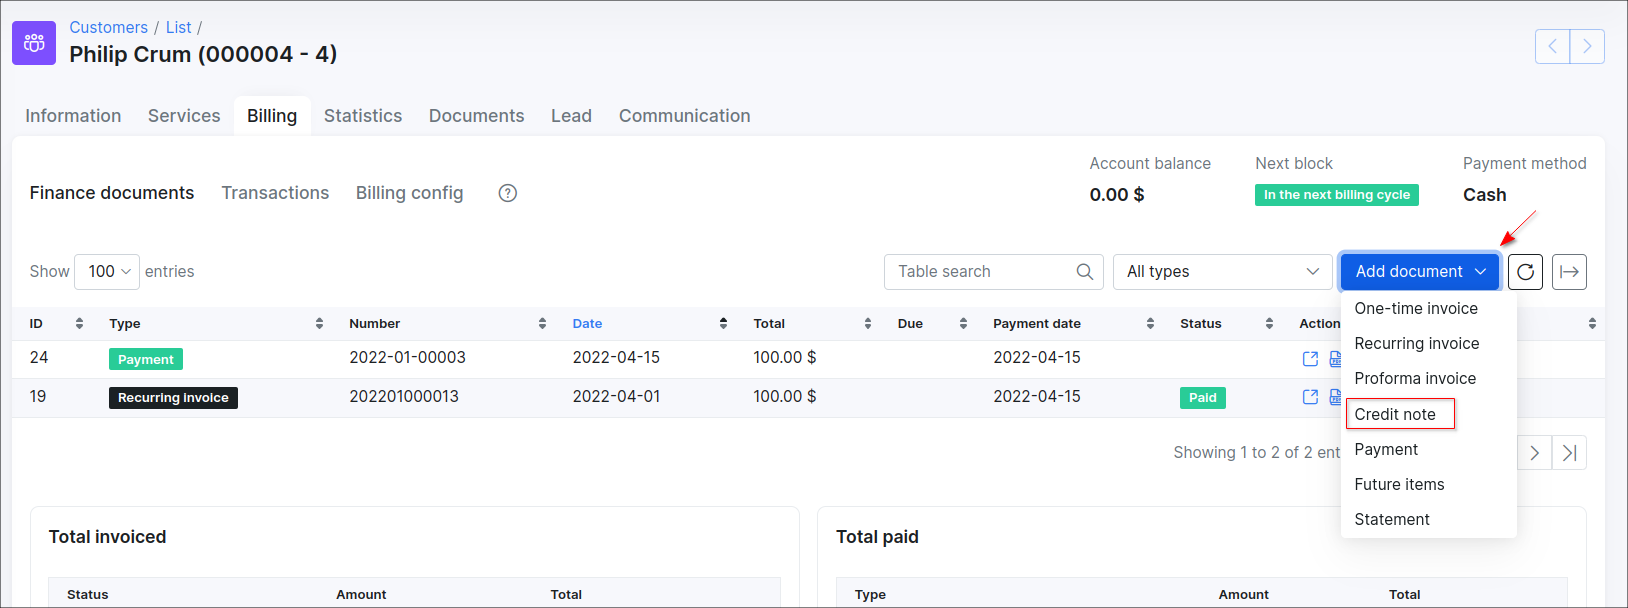 Customers / List /
Philip Crum (000004 - 4)
Information Services Billing Statistics Documents Lead Communication
Account balance Next block Payment method
Finance documents Transactions Billing config ?
0.00 $ In the next billing cycle Cash
Show 100 entries Table search All types Add document
ID Type Number Date Total Due Payment date Status Action
24 Payment 2022-01-00003 2022-04-15 100.00 $ 2022-04-15
19 Recurring invoice 202201000013 2022-04-01 100.00 $ 2022-04-15 Paid
One-time invoice
Recurring invoice
Proforma invoice
Credit note
Payment
Future items
Statement
Showing 1 to 2 of 2 ent
Total invoiced
Status Amount Total
Total paid
Type Amount Total